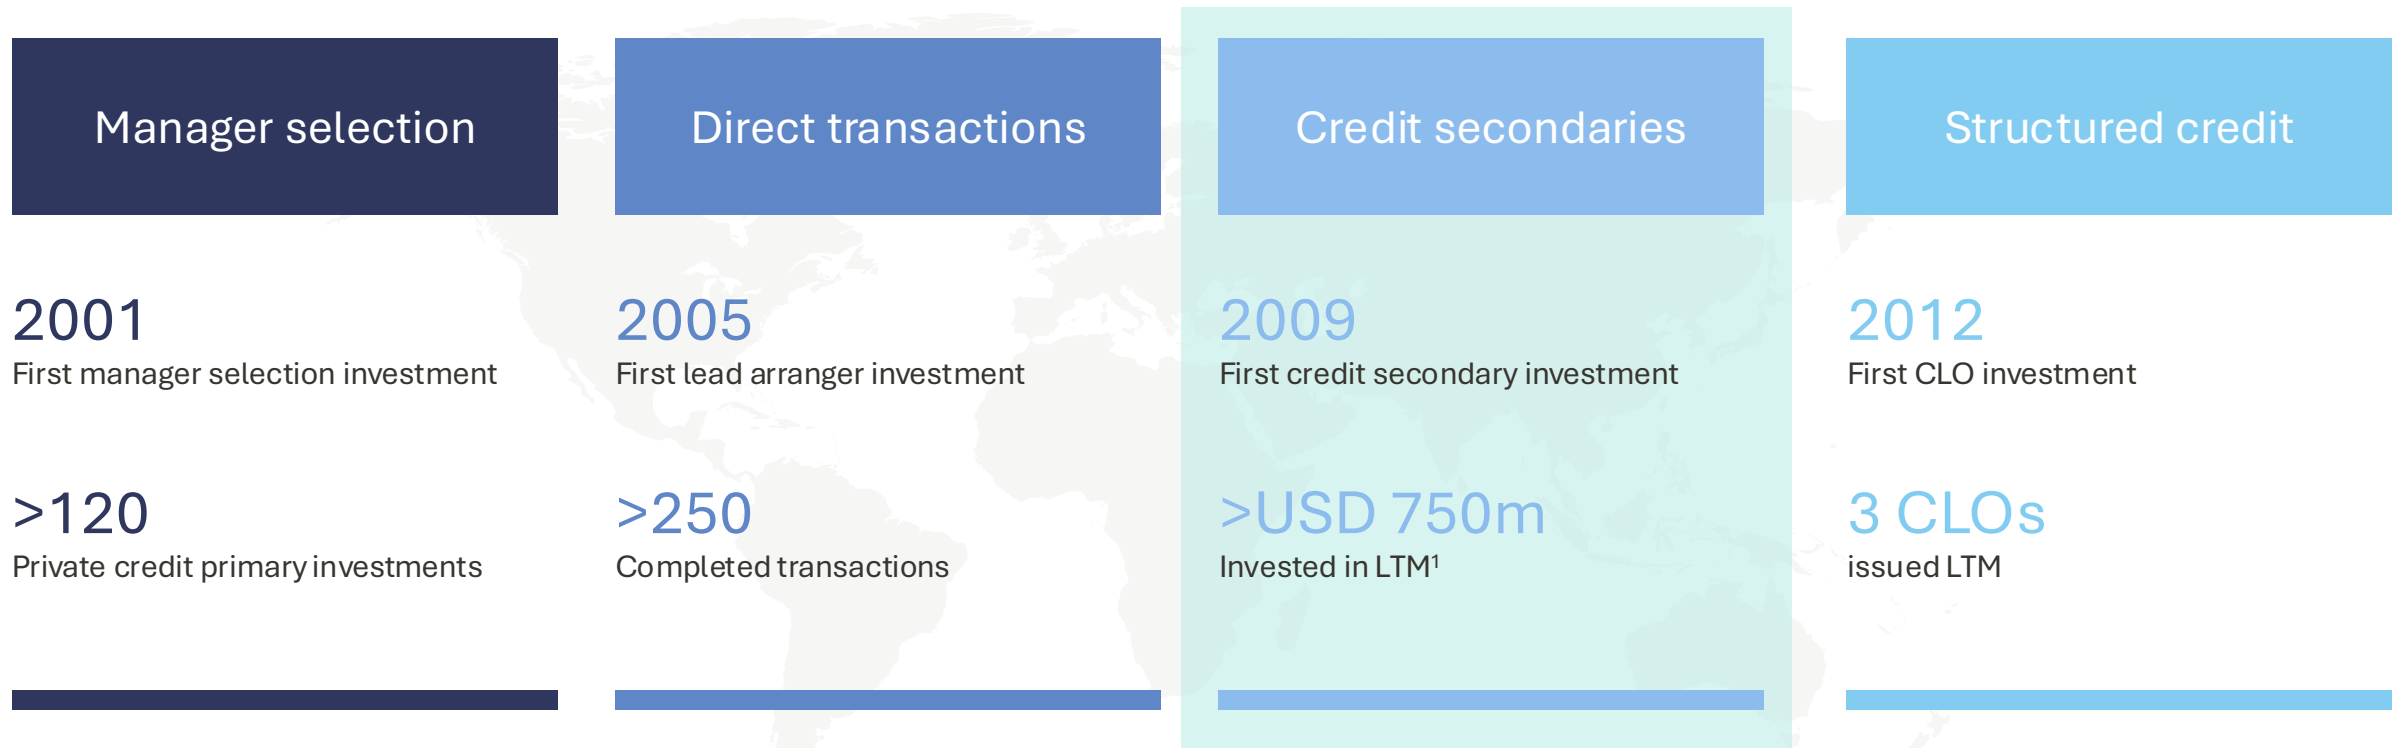 Manager selection
2001
First manager selection investment
>120
Private credit primary investments
Direct transactions
2005
First lead arranger investment
>250
Completed transactions
Credit secondaries
2009
First credit secondary investment
>USD 750m
Invested in LTM¹
Structured credit
2012
First CLO investment
3 CLOs
issued LTM